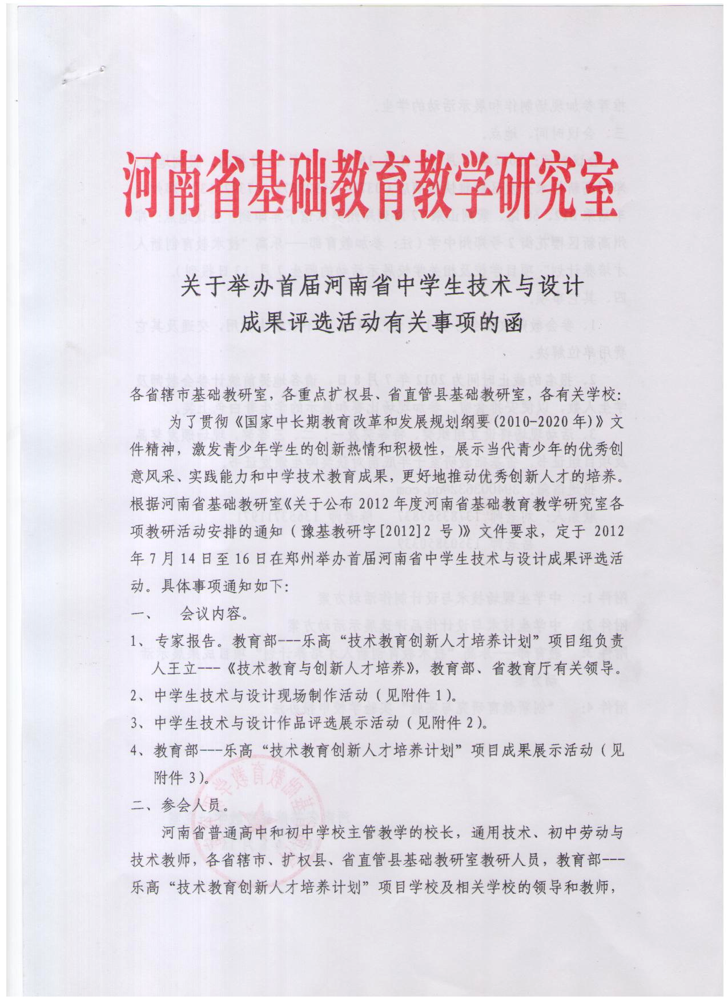 河南省基础教育教学研究室
关于举办首届河南省中学生技术与设计
成果评选活动有关事项的函
各省辖市基础教研室，各重点扩权县、省直管县基础教研室，各有关学校：
为了贯彻《国家中长期教育改革和发展规划纲要(2010-2020年)》文
件精神，激发青少年学生的创新热情和积极性，展示当代青少年的优秀创
意风采、实践能力和中学技术教育成果，更好地推动优秀创新人才的培养。
根据河南省基础教研室《关于公布2012年度河南省基础教育教学研究室各
项教研活动安排的通知（豫基教研字[2012]2 号）》文件要求，定于 2012
年7月14日至16日在郑州举办首届河南省中学生技术与设计成果评选活
动。具体事项通知如下：
一、 会议内容。
1、专家报告。教育部---乐高“技术教育创新人才培养计划”项目组负责
人王立---《技术教育与创新人才培养》，教育部、省教育厅有关领导。
2、中学生技术与设计现场制作活动（见附件1）。
3、中学生技术与设计作品评选展示活动（见附件2）。
4、教育部---乐高“技术教育创新人才培养计划”项目成果展示活动（见
附件3）。
二、参会人员。
河南省普通高中和初中学校主管教学的校长，通用技术、初中劳动与
技术教师，各省辖市、扩权县、省直管县基础教研室教研人员，教育部---
乐高“技术教育创新人才培养计划”项目学校及相关学校的领导和教师，